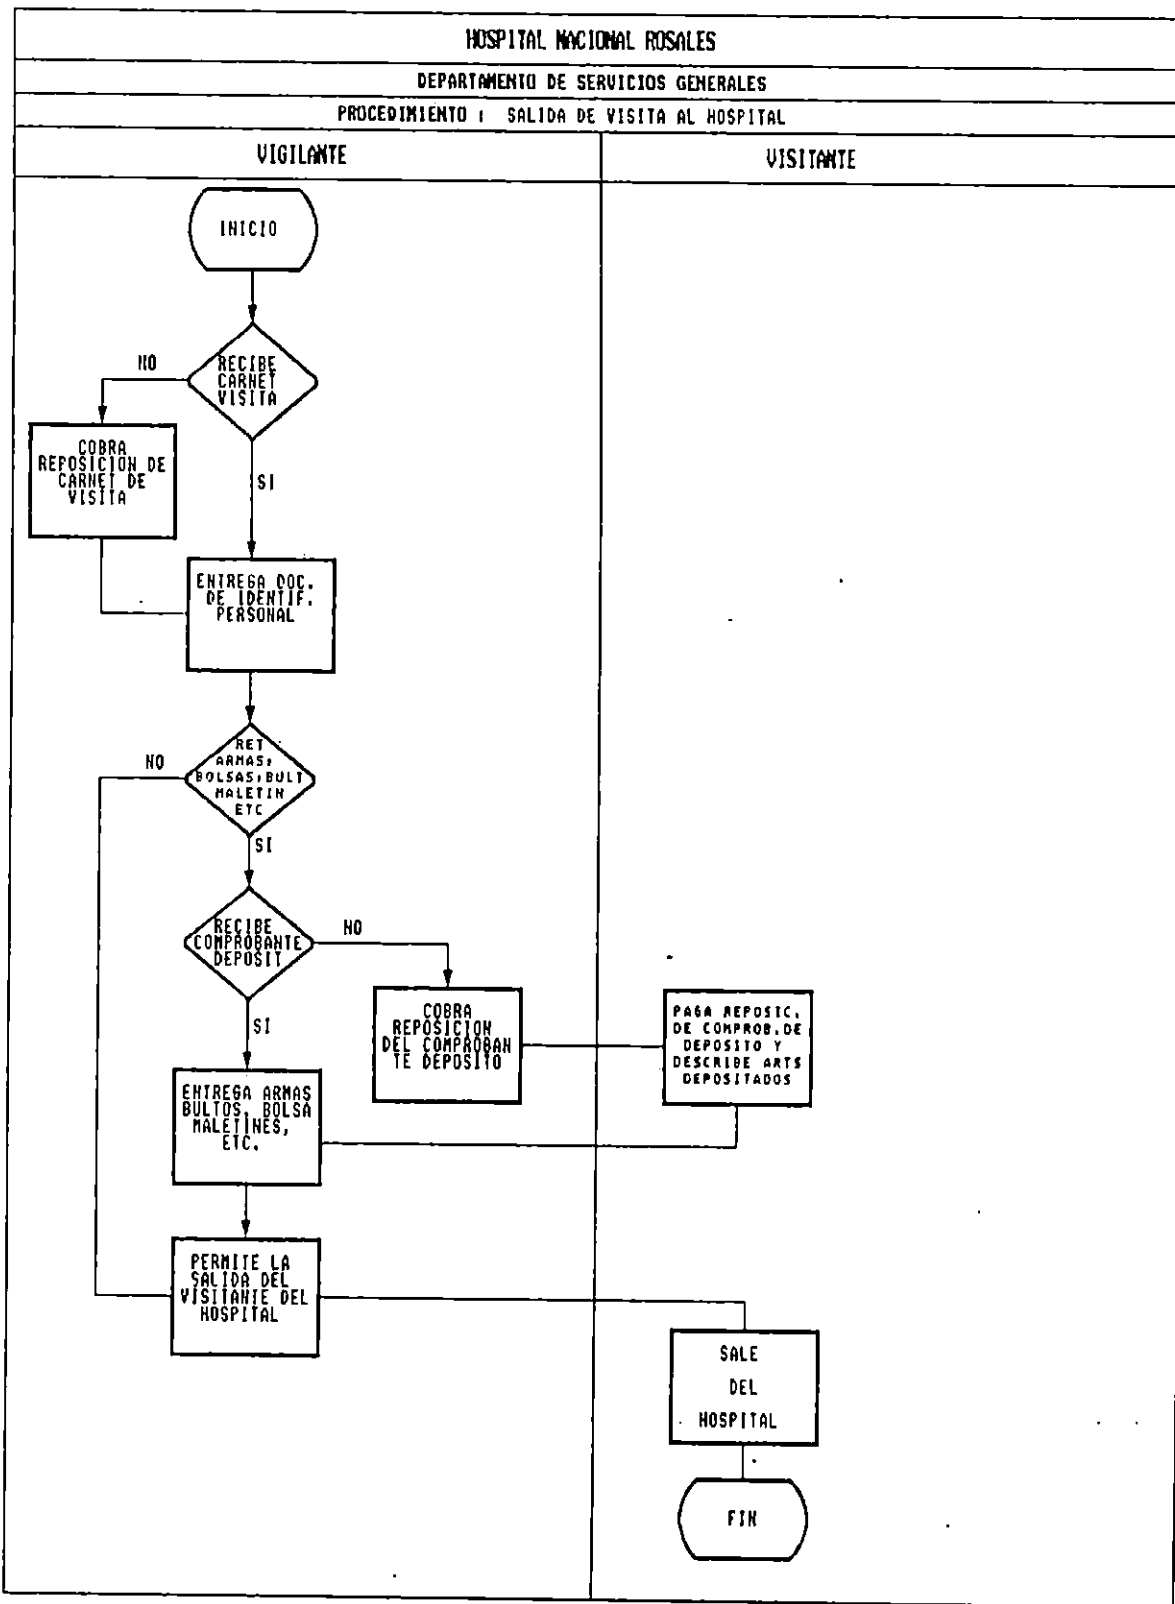 HOSPITAL NACIONAL ROSALES
DEPARTAMENTO DE SERVICIOS GENERALES
PROCEDIMIENTO : SALIDA DE VISITA AL HOSPITAL
VIGILANTE
VISITANTE
INICIO
RECIBE
CARNET
VISITA
NO
SI
COBRA
REPOSICION DE
CARNET DE
VISITA
ENTREGA DOC.
DE IDENTIF.
PERSONAL
RET
ARMAS,
BOLSAS,BULT
MALETIN
ETC
NO
SI
RECIBE
COMPROBANTE
DEPOSIT
NO
SI
COBRA
REPOSICION
DEL COMPROBAN
TE DEPOSITO
PAGA REPOSIC.
DE COMPROB.DE
DEPOSITO Y
DESCRIBE ARTS
DEPOSITADOS
ENTREGA ARMAS
BULTOS, BOLSA
MALETINES,
ETC.
PERMITE LA
SALIDA DEL
VISITANTE DEL
HOSPITAL
SALE
DEL
HOSPITAL
FIN